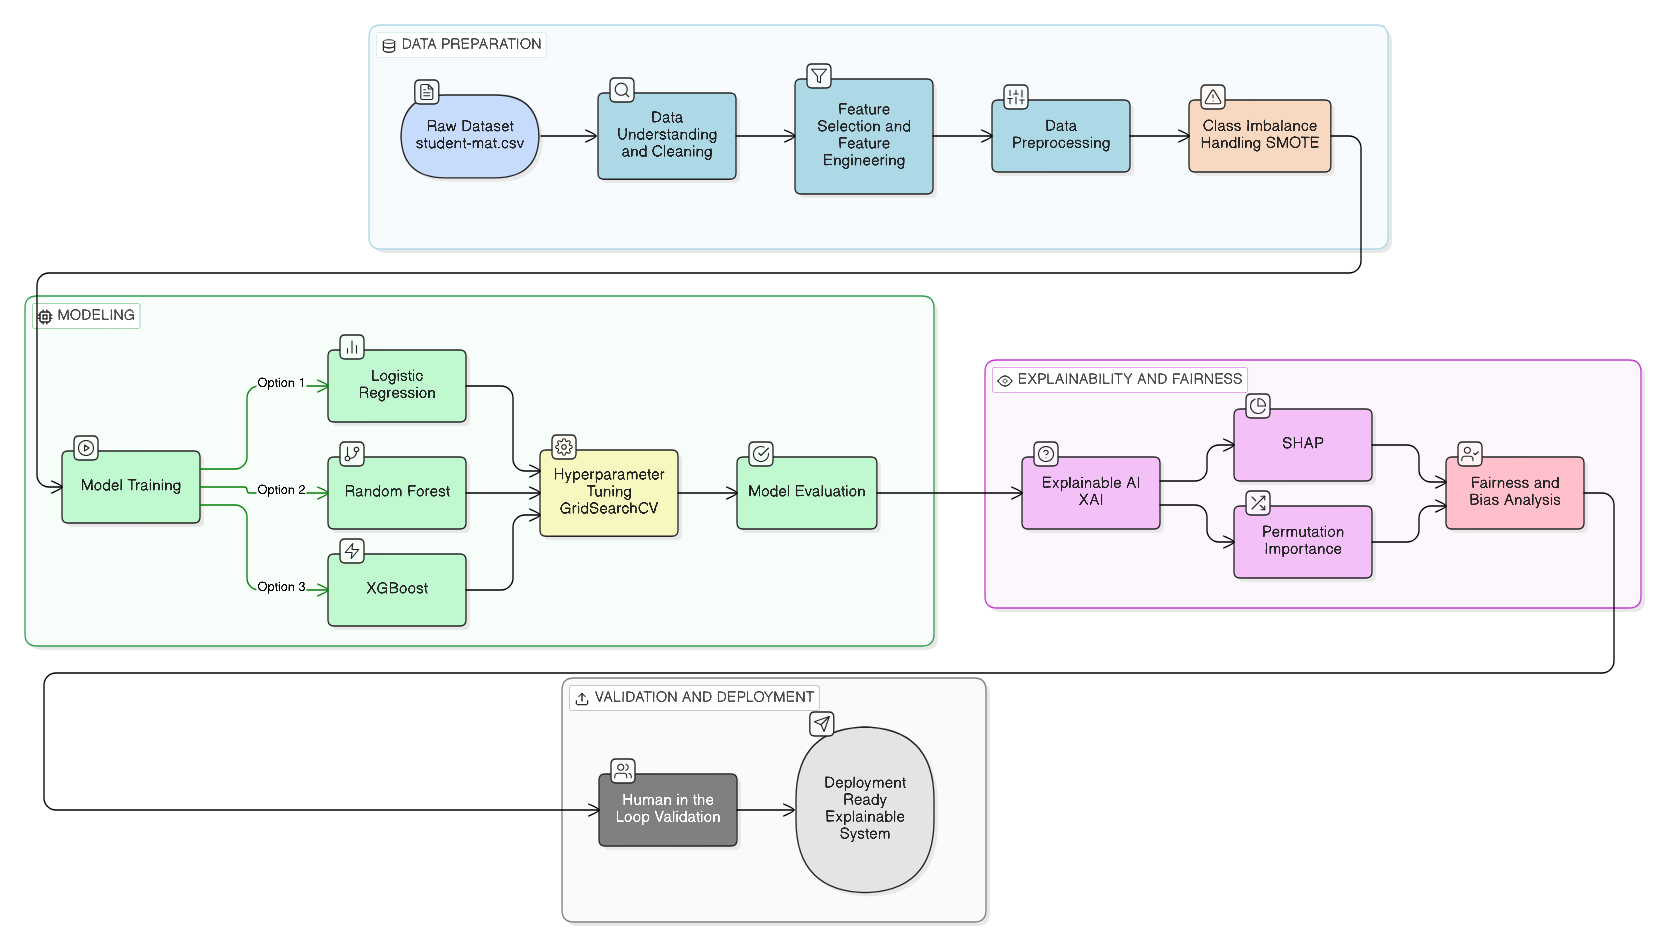 DATA PREPARATION
Raw Dataset
student-mat.csv
Data
Understanding
and Cleaning
Feature
Selection and
Feature
Engineering
Data
Preprocessing
Class Imbalance
Handling SMOTE
MODELING
Model Training
Option 1
Option 2
Option 3
Logistic
Regression
Random Forest
XGBoost
Hyperparameter
Tuning
GridSearchCV
Model Evaluation
EXPLAINABILITY AND FAIRNESS
Explainable AI
XAI
SHAP
Permutation
Importance
Fairness and
Bias Analysis
VALIDATION AND DEPLOYMENT
Human in the
Loop Validation
Deployment
Ready
Explainable
System